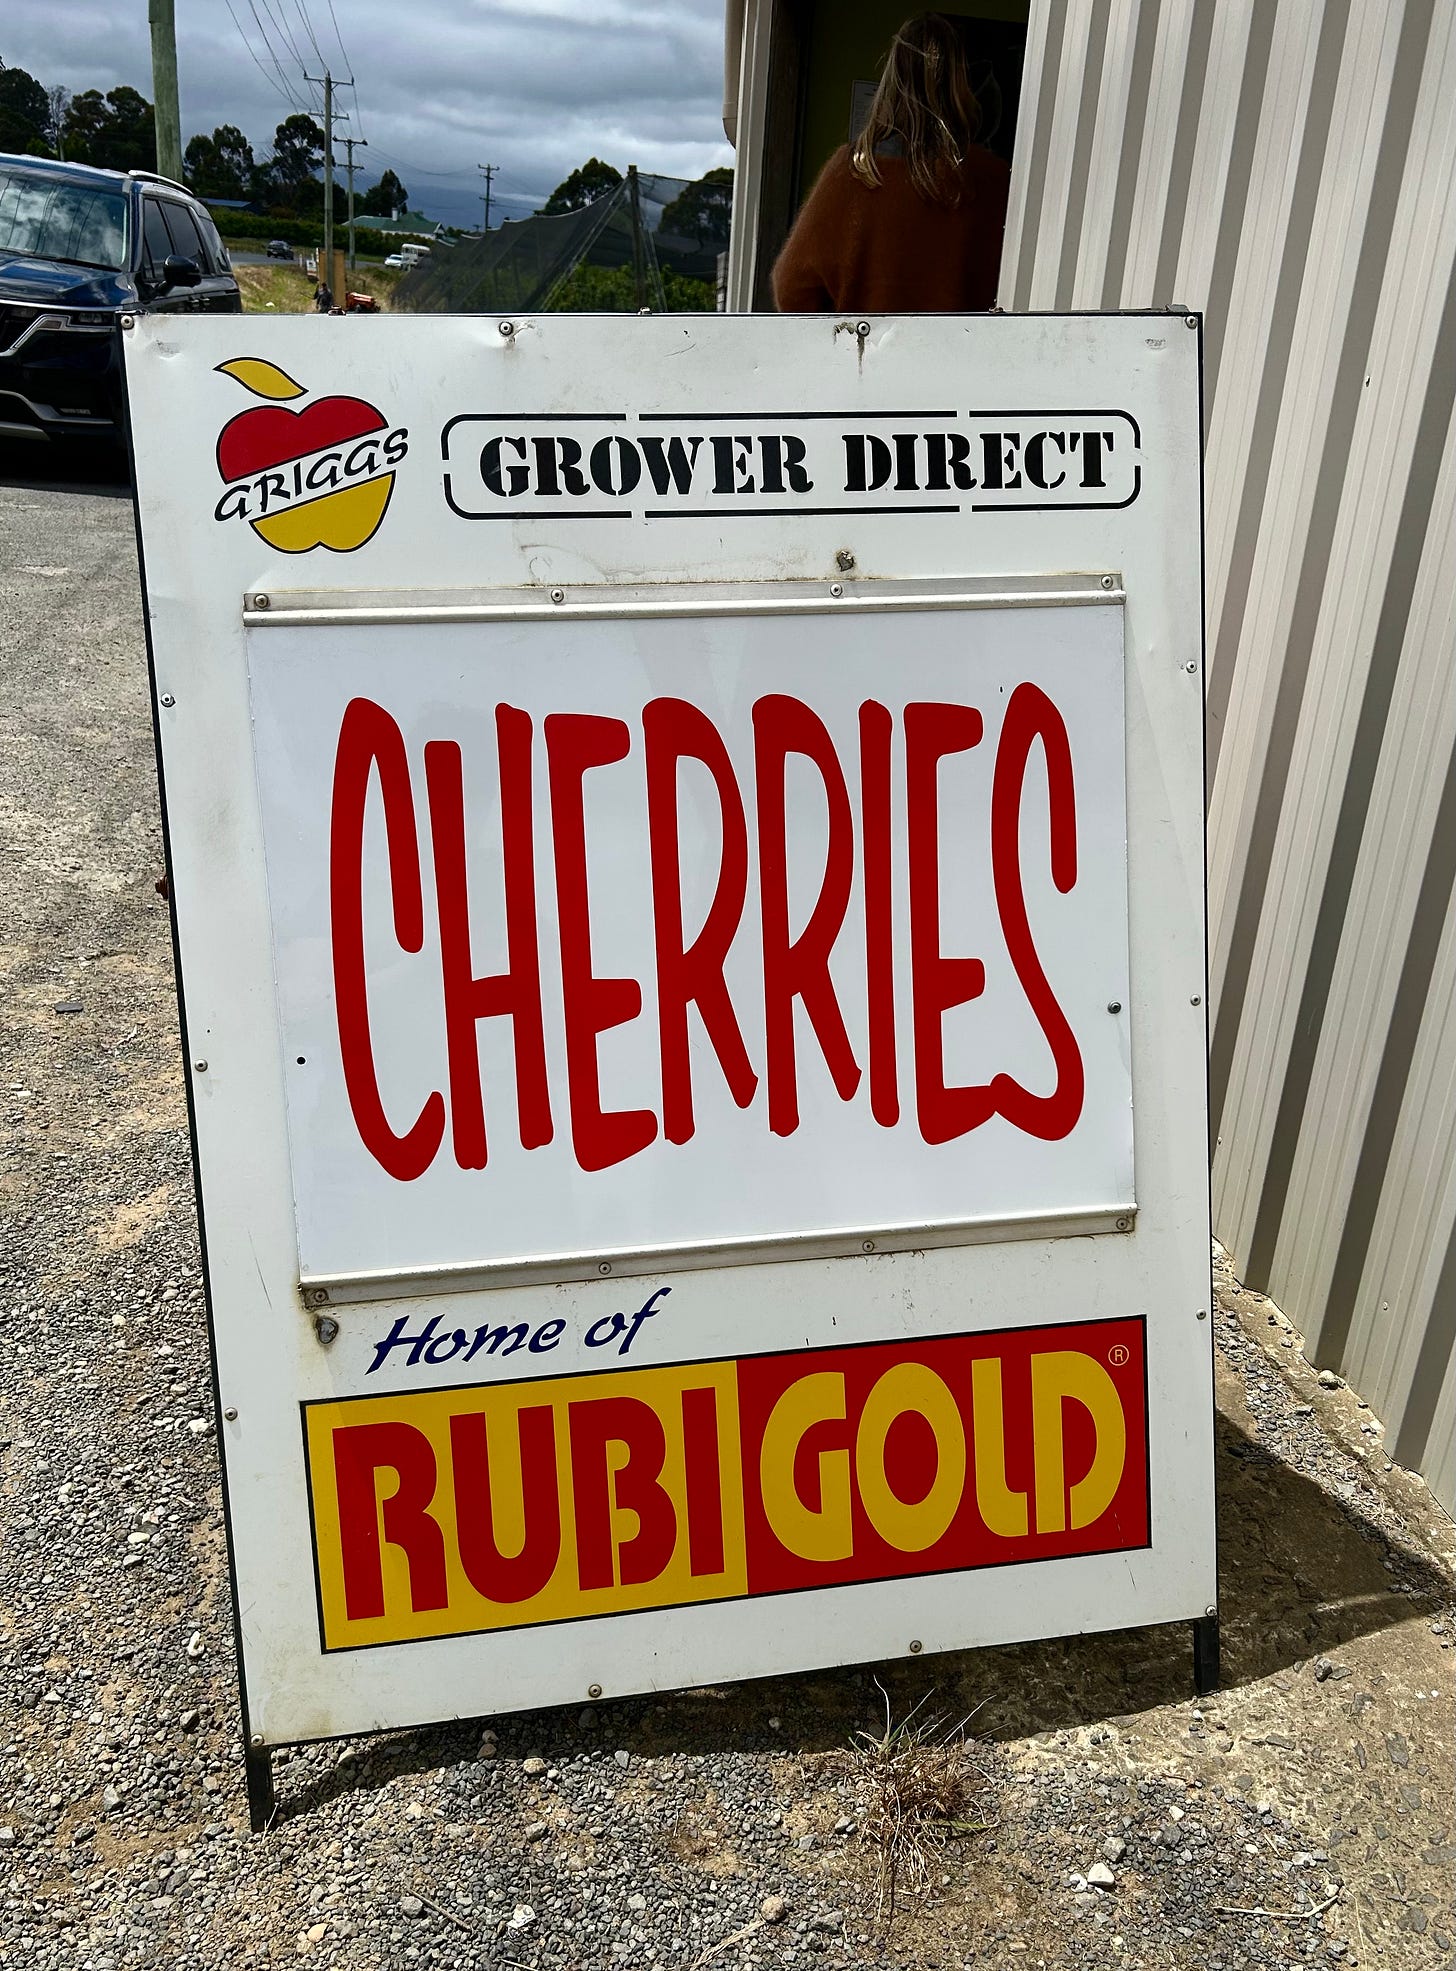 GRIGGS
GROWER DIRECT
CHERRIES
Home of
RUBIGOLD®